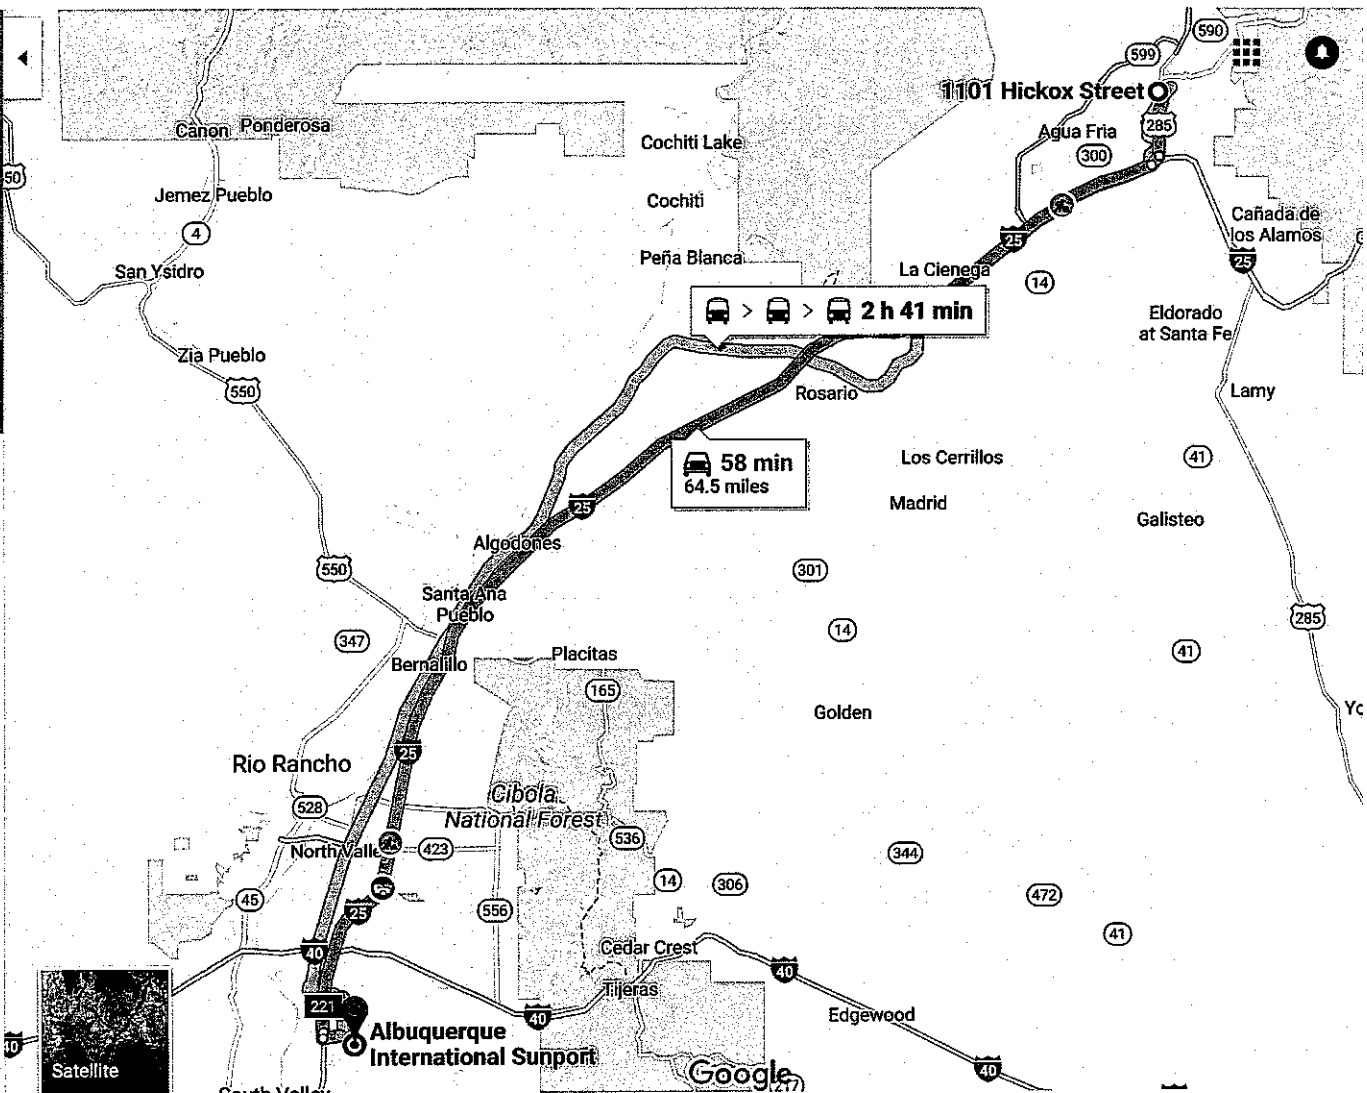 590
599
1101 Hickox Street
285
Canon
Ponderosa
Agua Fria
Cochiti Lake
300
50
Jemez Pueblo
Cochiti
Cañada de
los Alamos
4
25
Peña Blanca
25
San Ysidro
La Cienega
14
2 h 41 min
Eldorado
at Santa Fe
Zia Pueblo
550
Rosario
Lamy
58 min
64.5 miles
Los Cerrillos
41
25
Madrid
Galisteo
Algodones
550
301
Santa Ana
Pueblo
285
347
14
Bernalillo
Placitas
41
165
Golden
25
Rio Rancho
Cibola
National Forest
528
536
North Valle
423
344
14
306
472
45
25
556
41
40
Cedar Crest
40
Tijeras
221
40
Edgewood
Albuquerque
International Sunport
40
Satellite
Google
217
40
South Valley